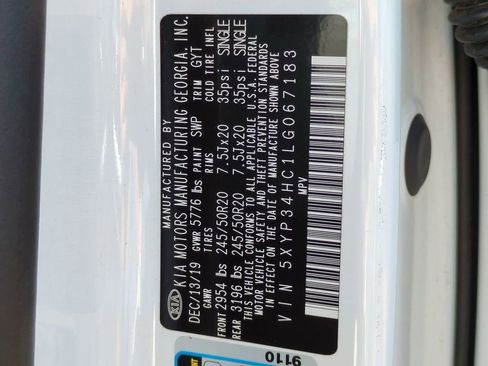 KIA
MANUFACTURED BY
KIA MOTORS MANUFACTURING GEORGIA, INC.
DEC/13/19 GVWR 5776 lbs PAINT SWP TRIM GYT
GAWR TIRES RIMS COLD TIRE INFL
FRONT 2954 lbs 245/50R20 7.5Jx20 35psi SINGLE
REAR 3196 lbs 245/50R20 7.5Jx20 35psi SINGLE
THIS VEHICLE CONFORMS TO ALL APPLICABLE U.S.A. FEDERAL
MOTOR VEHICLE SAFETY AND THEFT PREVENTION STANDARDS
IN EFFECT ON THE DATE OF MANUFACTURE SHOWN ABOVE
VIN 5XYP34HC1LG067183
MPV
9110